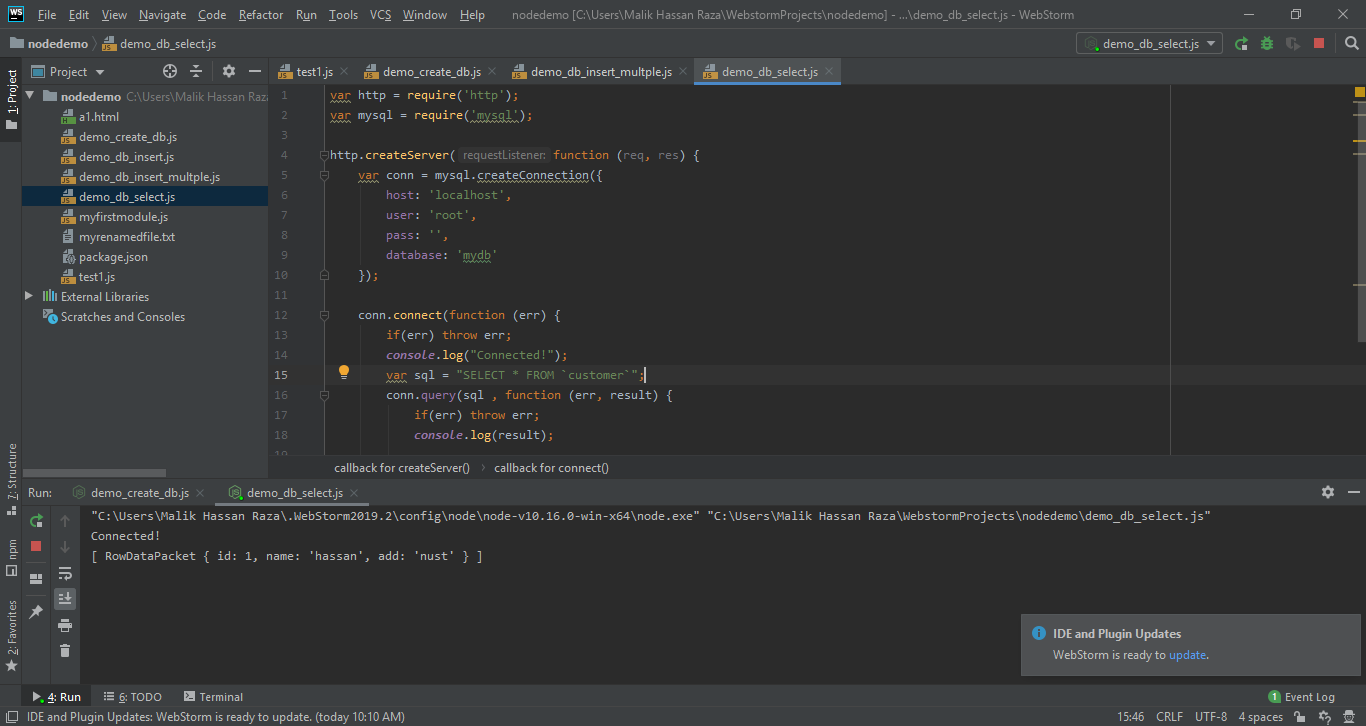 WS File Edit View Navigate Code Refactor Run Tools VCS Window Help nodedemo [C:\Users\Malik Hassan Raza\WebstormProjects\nodedemo] - ...\demo_db_select.js - WebStorm
nodedemo demo_db_select.js demo_db_select.js
1: Project
Project
test1.js demo_create_db.js demo_db_insert_multple.js demo_db_select.js
nodedemo C:\Users\Malik Hassan Raza
a1.html
demo_create_db.js
demo_db_insert.js
demo_db_insert_multple.js
demo_db_select.js
myfirstmodule.js
myrenamedfile.txt
package.json
test1.js
External Libraries
Scratches and Consoles
1 var http = require('http');
2 var mysql = require('mysql');
3
4 http.createServer( requestListener: function (req, res) {
5 var conn = mysql.createConnection({
6 host: 'localhost',
7 user: 'root',
8 pass: '',
9 database: 'mydb'
10 });
11
12 conn.connect(function (err) {
13 if(err) throw err;
14 console.log("Connected!");
15 var sql = "SELECT * FROM `customer`";
16 conn.query(sql , function (err, result) {
17 if(err) throw err;
18 console.log(result);
callback for createServer() › callback for connect()
7: Structure
npm
2: Favorites
Run: demo_create_db.js demo_db_select.js
"C:\Users\Malik Hassan Raza\.WebStorm2019.2\config\node\node-v10.16.0-win-x64\node.exe" "C:\Users\Malik Hassan Raza\WebstormProjects\nodedemo\demo_db_select.js"
Connected!
[ RowDataPacket { id: 1, name: 'hassan', add: 'nust' } ]
IDE and Plugin Updates
WebStorm is ready to update.
4: Run 6: TODO Terminal 1 Event Log
IDE and Plugin Updates: WebStorm is ready to update. (today 10:10 AM) 15:46 CRLF UTF-8 4 spaces